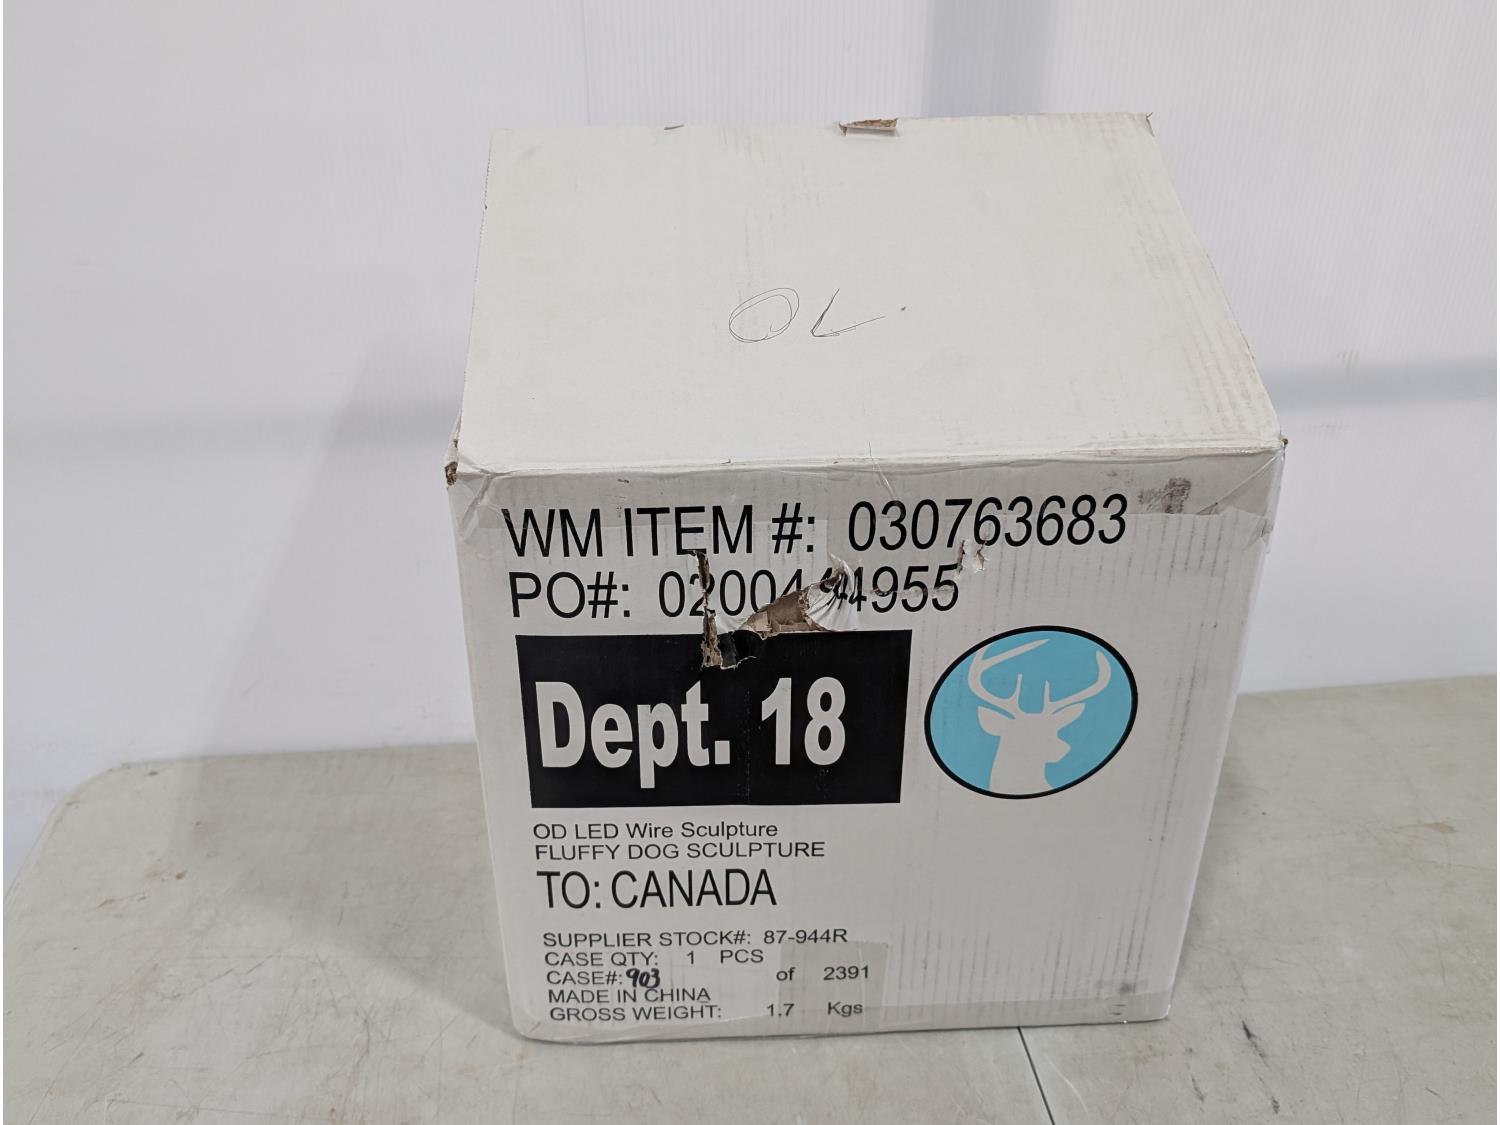 OL
WM ITEM #: 030763683
PO#:
Dept. 18
OD LED Wire Sculpture
FLUFFY DOG SCULPTURE
TO: CANADA
SUPPLIER STOCK#: 87-944R
CASE QTY: 1 PCS
CASE#: 903 of 2391
MADE IN CHINA
GROSS WEIGHT: 1.7 Kgs